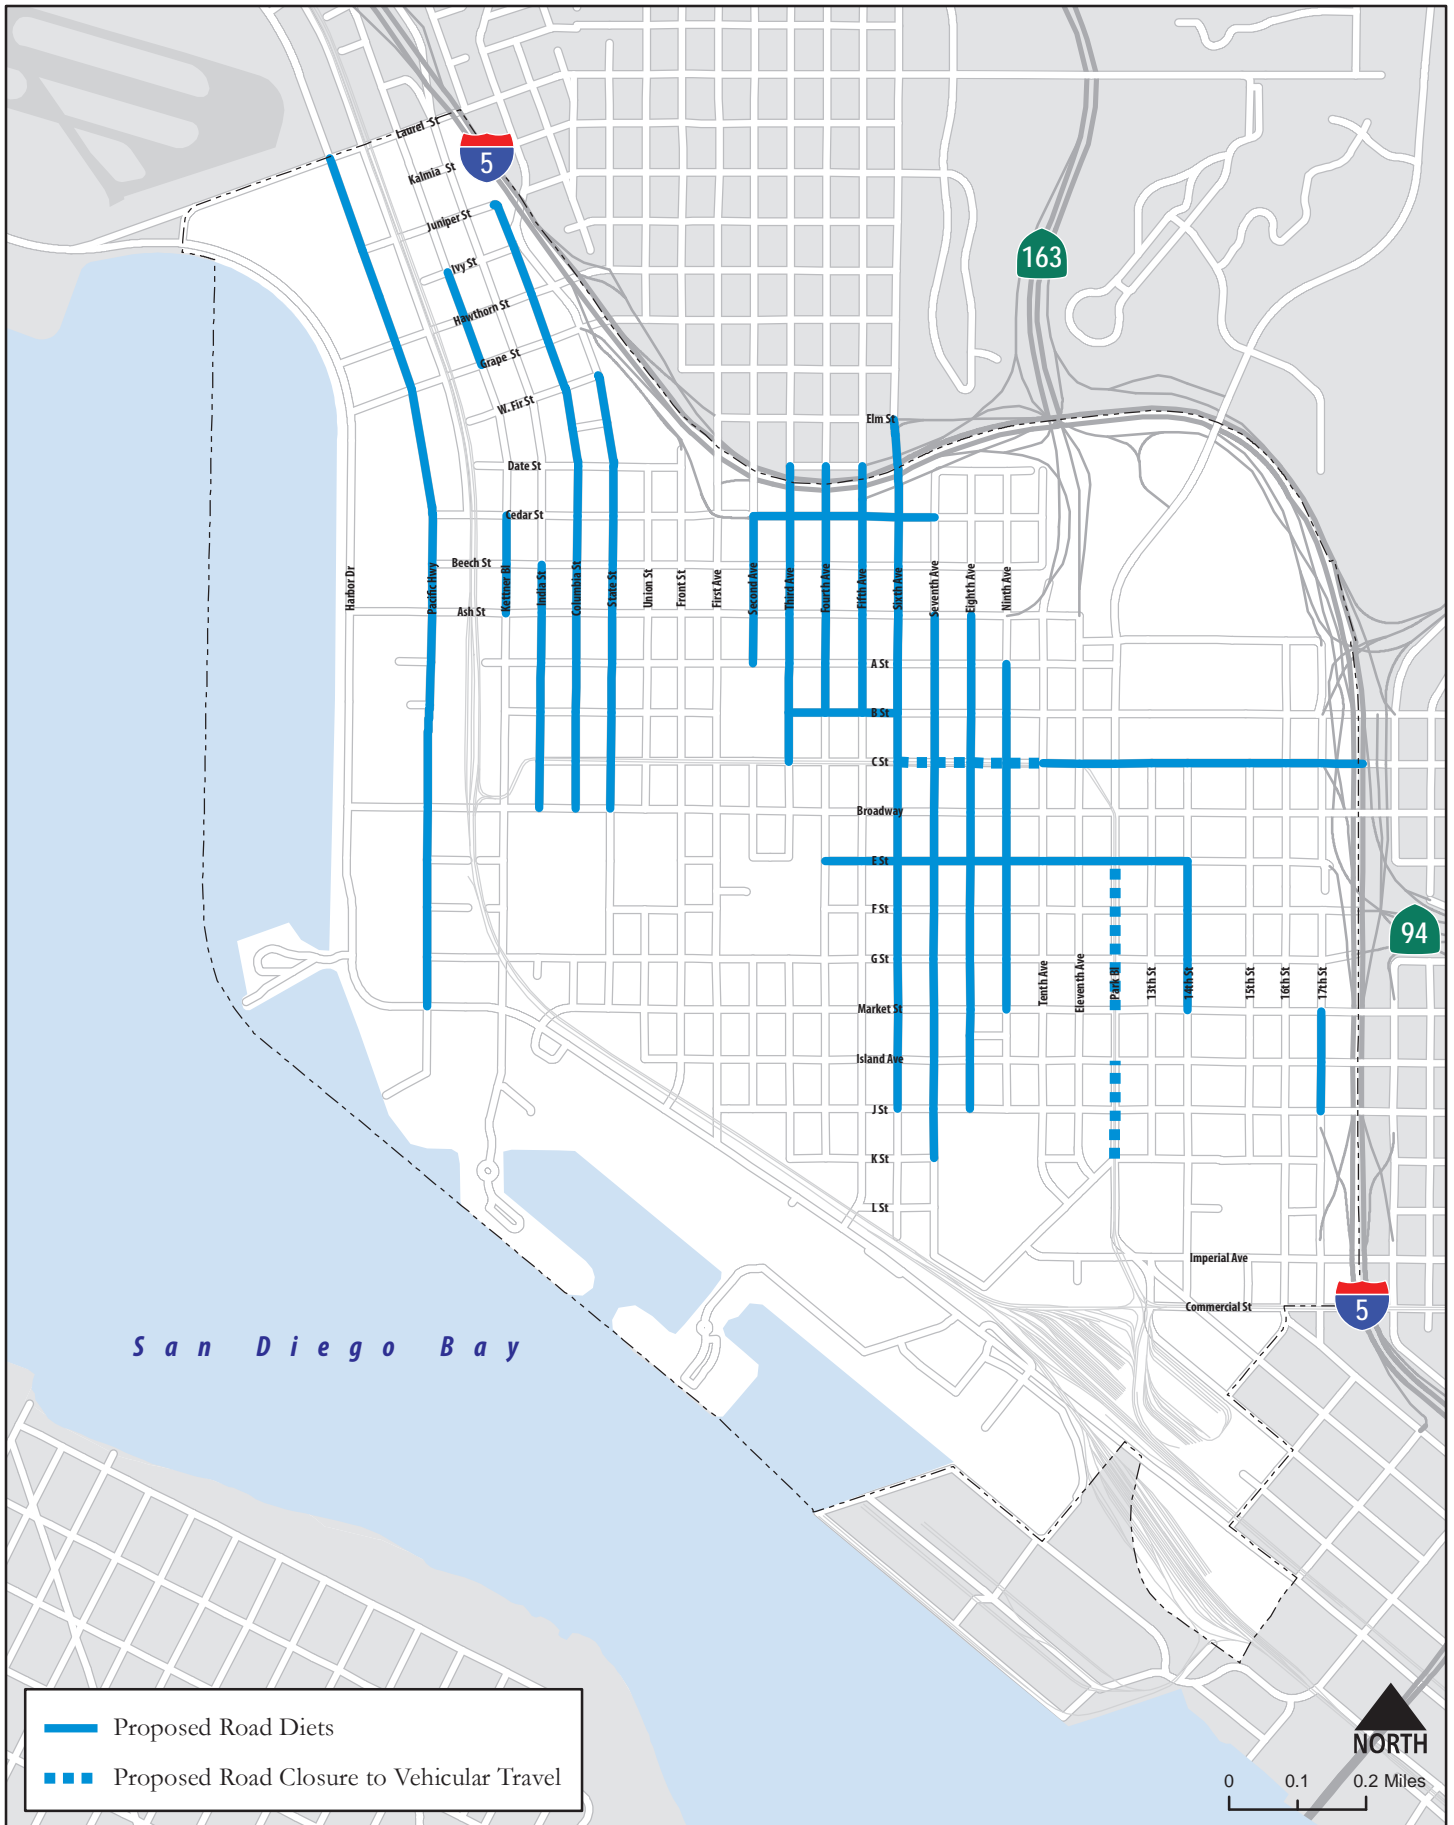 Laurel St
5
Kalmia St
Juniper St
163
Ivy St
Hawthorn St
Grape St
W. Fir St
Elm St
Date St
Cedar St
Beech St
Ash St
Harbor Dr
Pacific Hwy
Kettner Bl
India St
Columbia St
State St
Union St
Front St
First Ave
Second Ave
Third Ave
Fourth Ave
Fifth Ave
Sixth Ave
Seventh Ave
Eighth Ave
Ninth Ave
A St
B St
C St
Broadway
E St
F St
94
G St
Tenth Ave
Eleventh Ave
Park Bl
13th St
14th St
15th St
16th St
17th St
Market St
Island Ave
J St
K St
L St
Imperial Ave
Commercial St
5
San Diego Bay
Proposed Road Diets
Proposed Road Closure to Vehicular Travel
NORTH
0 0.1 0.2 Miles